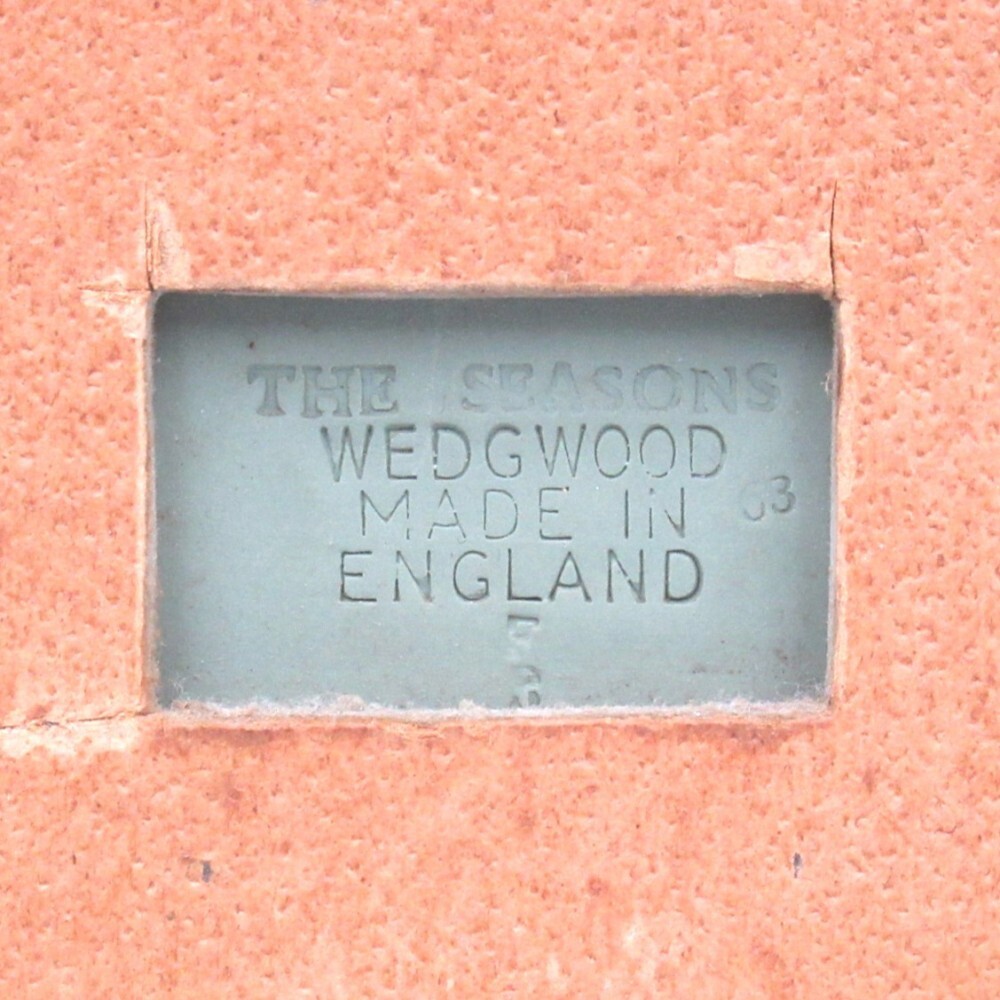 THE SEASONS
WEDGWOOD
MADE IN 63
ENGLAND